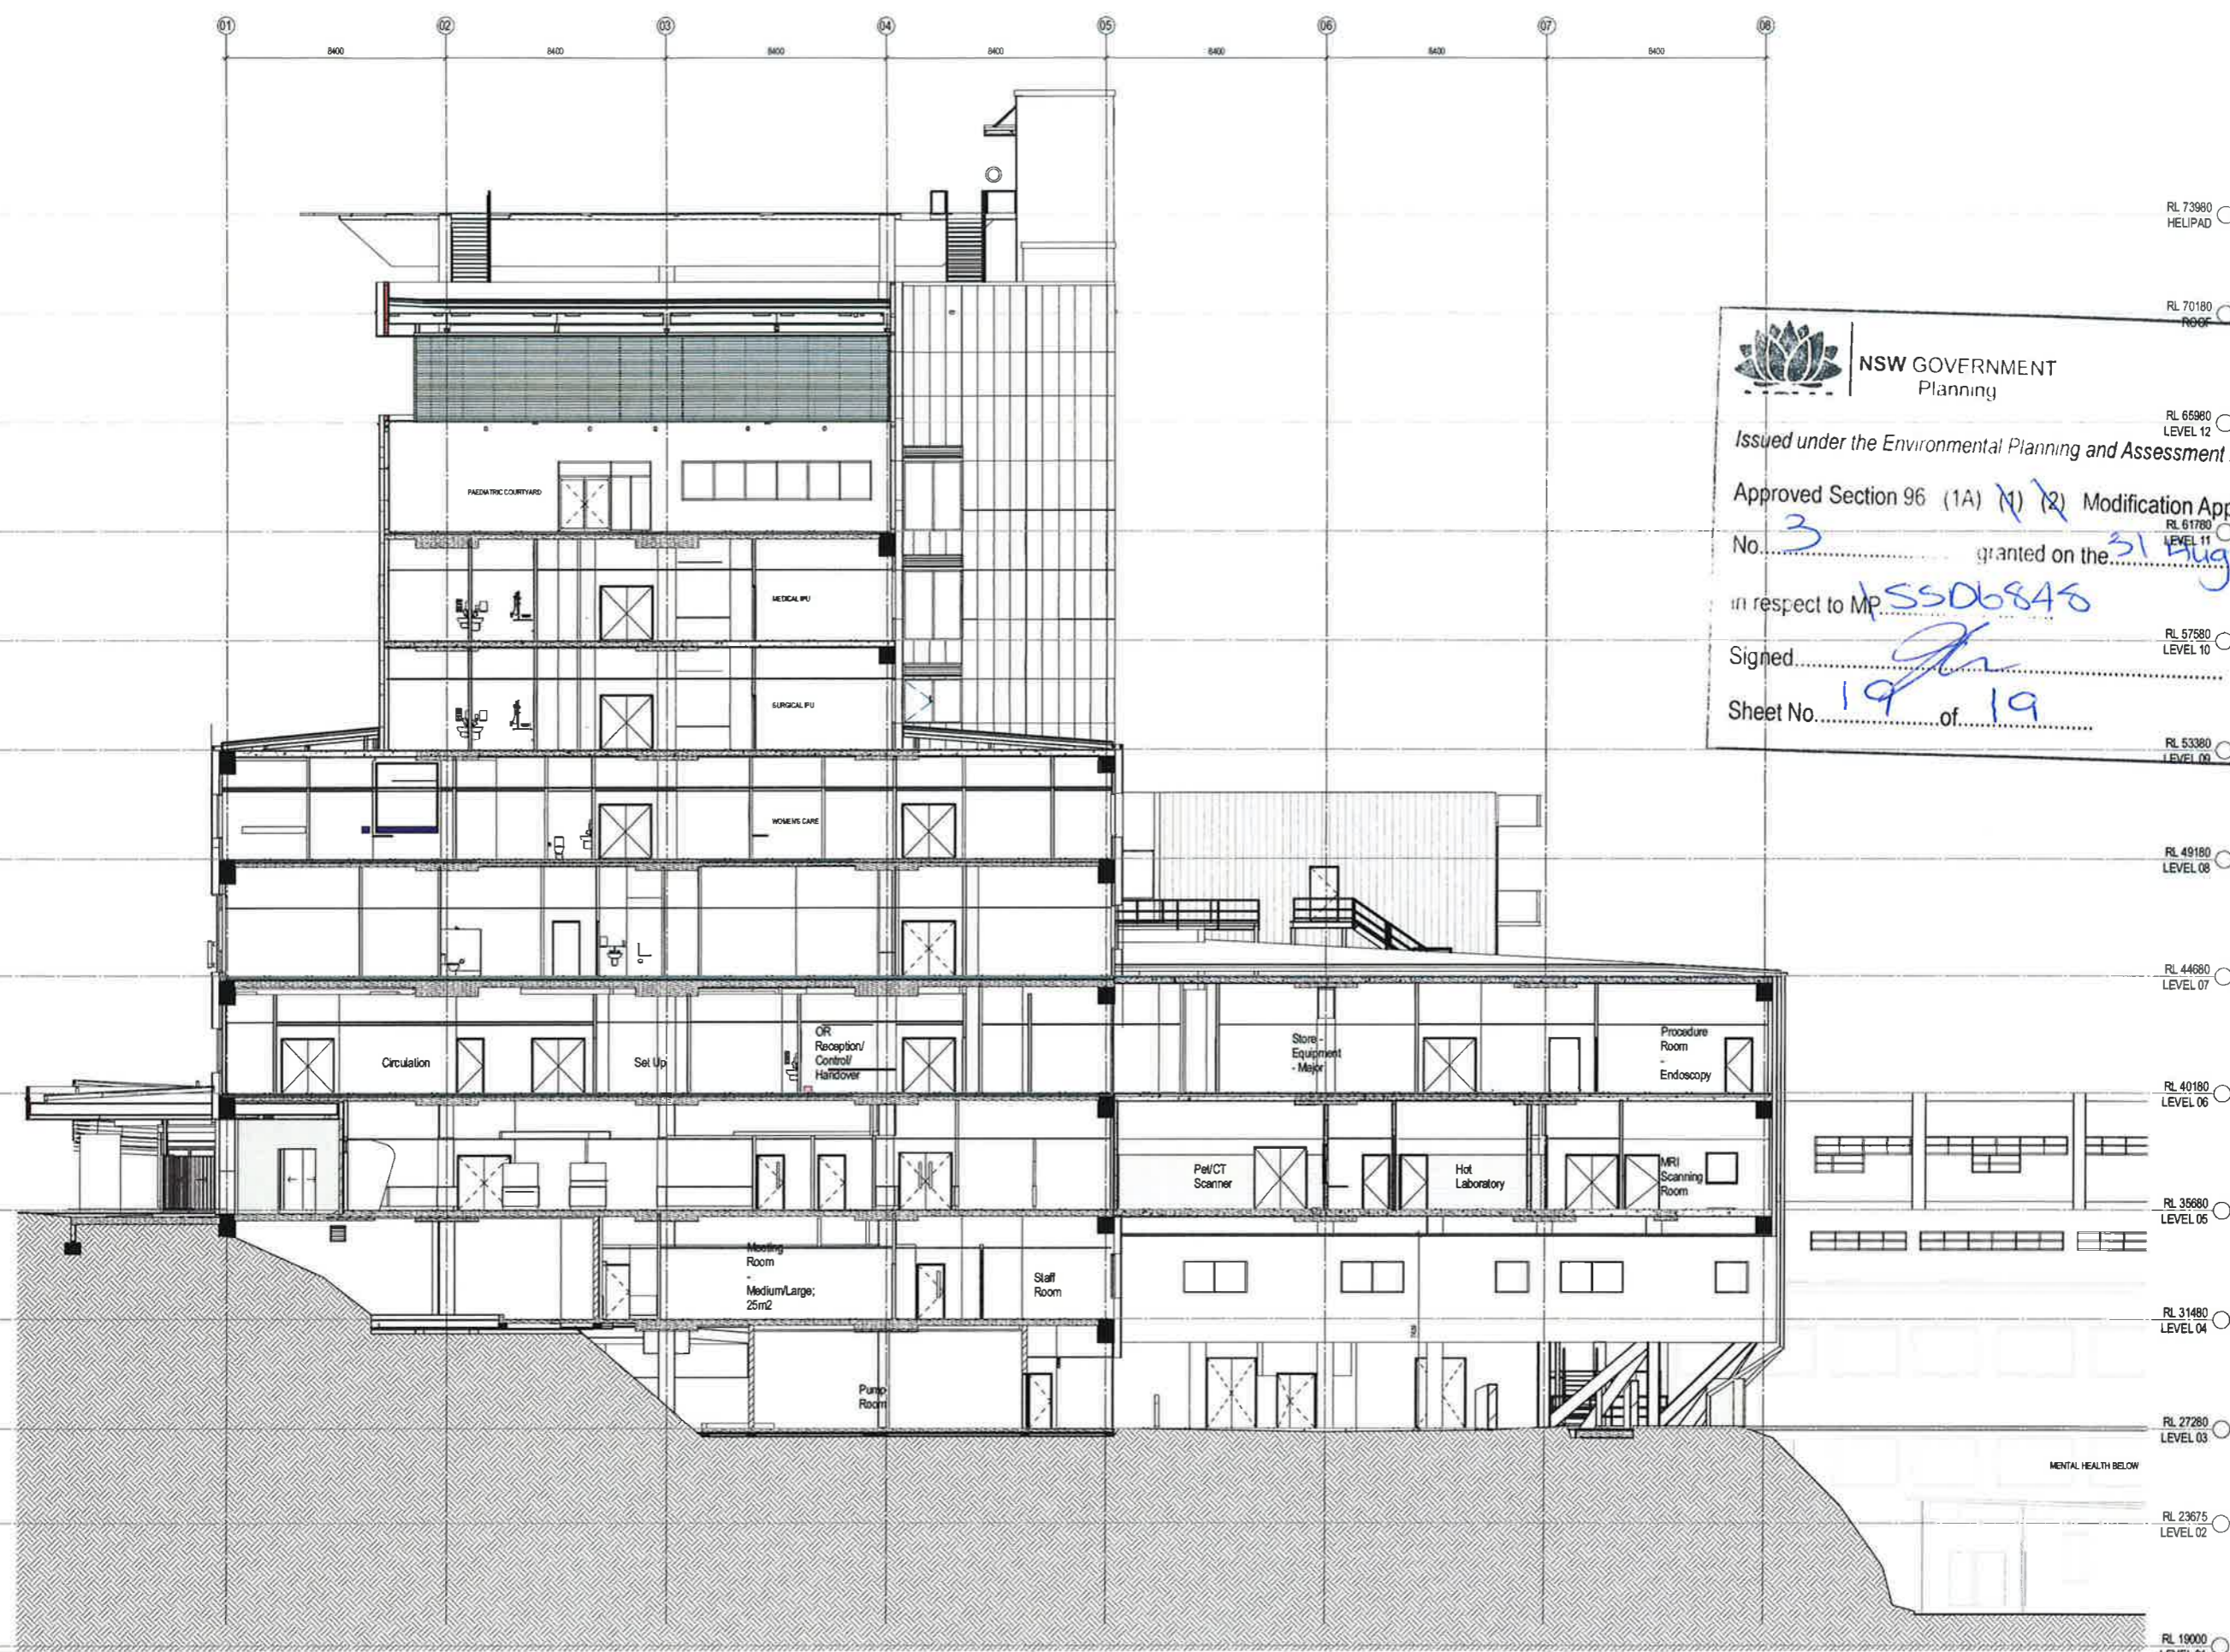 01 02 03 04 05 06 07 08
8400 8400 8400 8400 8400 8400 8400
RL 73980
HELIPAD
RL 70180
ROOF
NSW GOVERNMENT
Planning
RL 65980
LEVEL 12
Issued under the Environmental Planning and Assessment
Approved Section 96 (1A) (1) (2) Modification App
RL 61780
LEVEL 11
No. 3 granted on the 31 Aug
in respect to MP SSD6848
RL 57580
LEVEL 10
Signed
Sheet No. 19 of 19
RL 53380
LEVEL 09
PAEDIATRIC COURTYARD
MEDICAL IPU
SURGICAL IPU
WOMEN'S CARE
RL 49180
LEVEL 08
RL 44680
LEVEL 07
Circulation
Set Up
OR
Reception/
Control/
Handover
Store -
Equipment
- Major
Procedure
Room
-
Endoscopy
RL 40180
LEVEL 06
Pet/CT
Scanner
Hot
Laboratory
MRI
Scanning
Room
RL 35680
LEVEL 05
Meeting
Room
-
Medium/Large;
25m2
Staff
Room
RL 31480
LEVEL 04
Pump
Room
RL 27280
LEVEL 03
MENTAL HEALTH BELOW
RL 23675
LEVEL 02
RL 19000